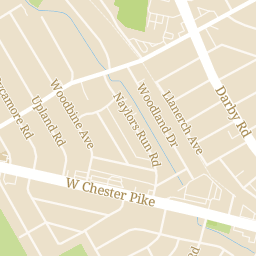 Sycamore Rd
Upland Rd
Woodbine Ave
Naylors Run Rd
Woodland Dr
Llanerch Ave
Darby Rd
W Chester Pike